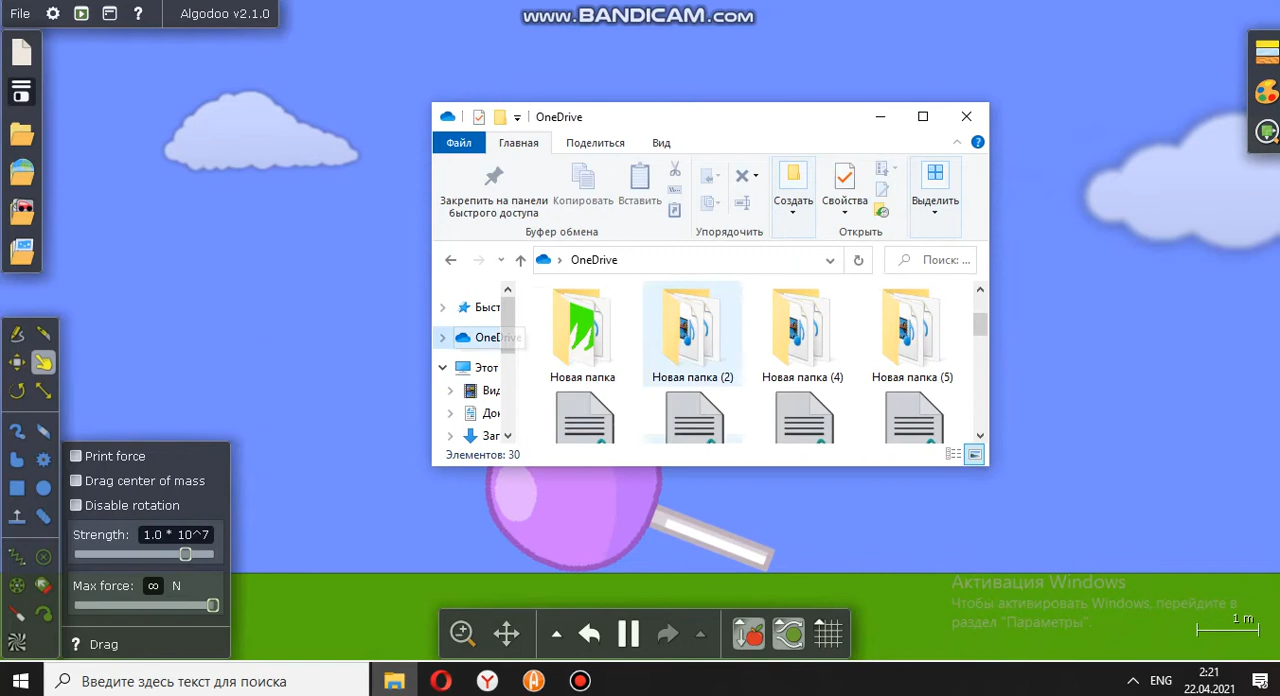 www.BANDICAM.com
File ? Algodoo v2.1.0
OneDrive
Файл Главная Поделиться Вид
Закрепить на панели
быстрого доступа
Копировать
Вставить
Буфер обмена
Упорядочить
Создать
Свойства
Открыть
Выделить
OneDrive
Поиск: ...
Быст
OneDrive
Этот
Вид
Док
Заг
Новая папка
Новая папка (2)
Новая папка (4)
Новая папка (5)
Элементов: 30
Print force
Drag center of mass
Disable rotation
Strength: 1.0 * 10^7
Max force: ∞ N
? Drag
Активация Windows
Чтобы активировать Windows, перейдите в
раздел "Параметры".
1 m
Введите здесь текст для поиска
ENG
2:21
22.04.2021